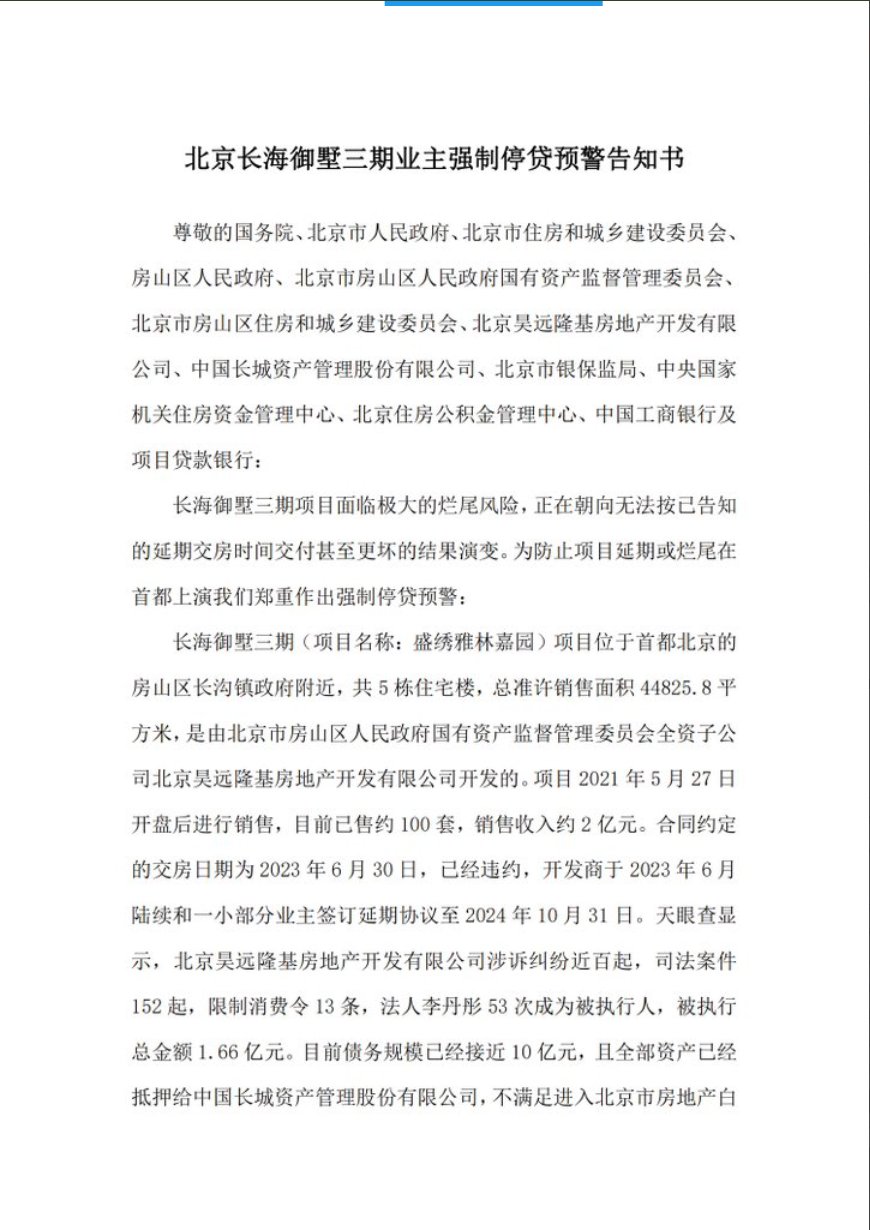 北京长海御墅三期业主强制停贷预警告知书
尊敬的国务院、北京市人民政府、北京市住房和城乡建设委员会、
房山区人民政府、北京市房山区人民政府国有资产监督管理委员会、
北京市房山区住房和城乡建设委员会、北京昊远隆基房地产开发有限
公司、中国长城资产管理股份有限公司、北京市银保监局、中央国家
机关住房资金管理中心、北京住房公积金管理中心、中国工商银行及
项目贷款银行：
长海御墅三期项目面临极大的烂尾风险，正在朝向无法按已告知
的延期交房时间交付甚至更坏的结果演变。为防止项目延期或烂尾在
首都上演我们郑重作出强制停贷预警：
长海御墅三期（项目名称：盛绣雅林嘉园）项目位于首都北京的
房山区长沟镇政府附近，共 5 栋住宅楼，总准许销售面积 44825.8 平
方米，是由北京市房山区人民政府国有资产监督管理委员会全资子公
司北京昊远隆基房地产开发有限公司开发的。项目 2021 年 5 月 27 日
开盘后进行销售，目前已售约 100 套，销售收入约 2 亿元。合同约定
的交房日期为 2023 年 6 月 30 日，已经违约，开发商于 2023 年 6 月
陆续和一小部分业主签订延期协议至 2024 年 10 月 31 日。天眼查显
示，北京昊远隆基房地产开发有限公司涉诉纠纷近百起，司法案件
152 起，限制消费令 13 条，法人李丹彤 53 次成为被执行人，被执行
总金额 1.66 亿元。目前债务规模已经接近 10 亿元，且全部资产已经
抵押给中国长城资产管理股份有限公司，不满足进入北京市房地产白